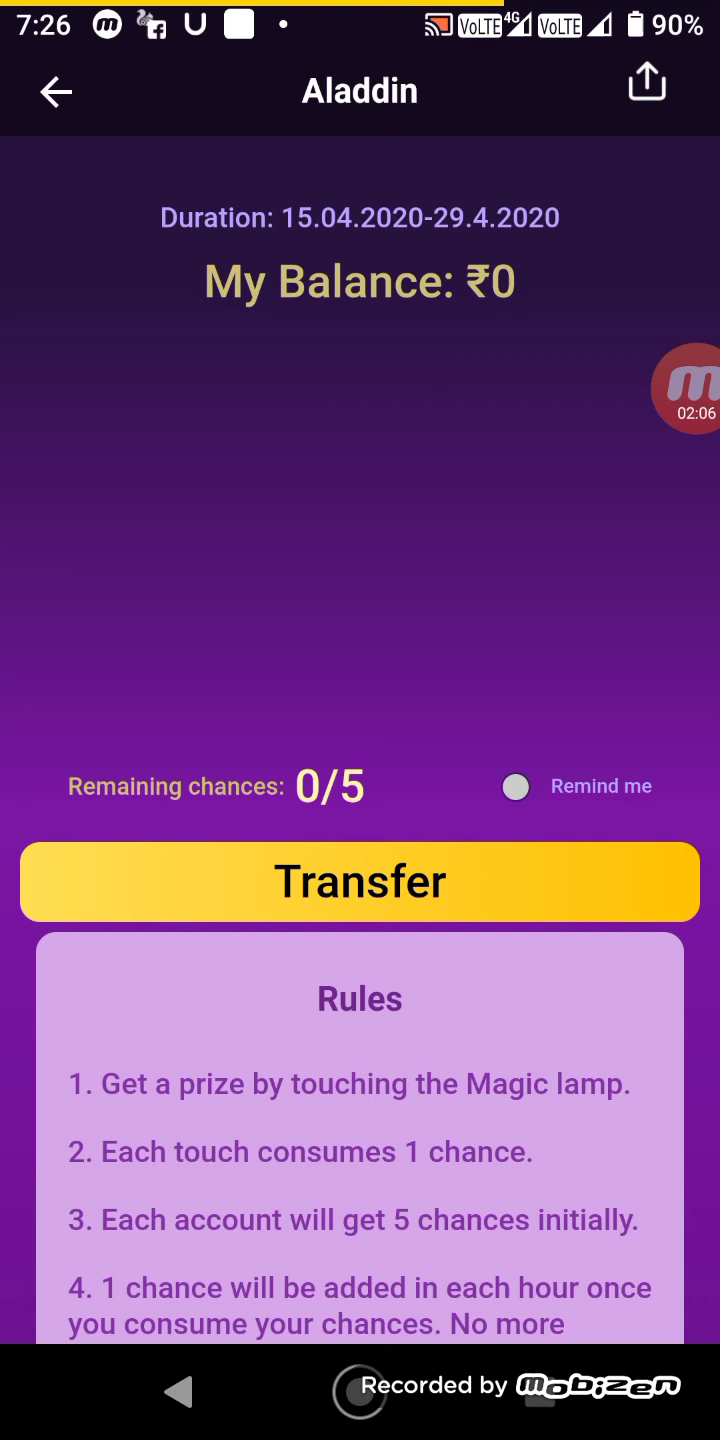 7:26 U VoLTE 4G VoLTE 90%
Aladdin
Duration: 15.04.2020-29.4.2020
My Balance: ₹0
m
02:06
Remaining chances: 0/5 Remind me
Transfer
Rules
1. Get a prize by touching the Magic lamp.
2. Each touch consumes 1 chance.
3. Each account will get 5 chances initially.
4. 1 chance will be added in each hour once
you consume your chances. No more
Recorded by mobizen